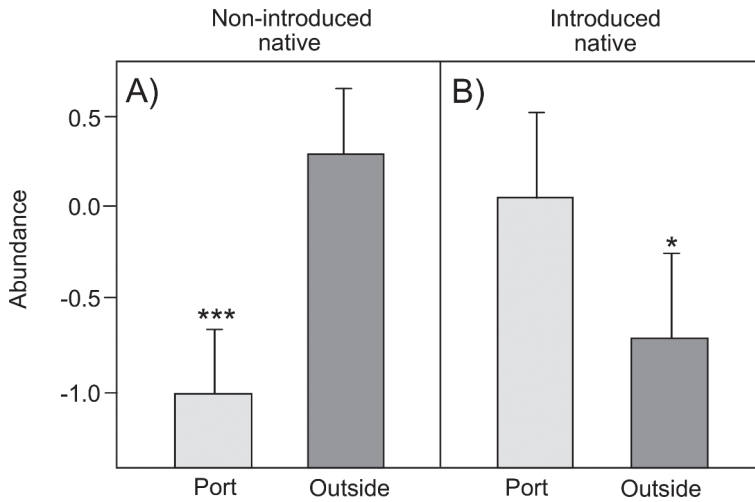 Non-introduced
native
Introduced
native
A)
B)
Abundance
0.5
0.0
-0.5
-1.0
***
*
Port
Outside
Port
Outside